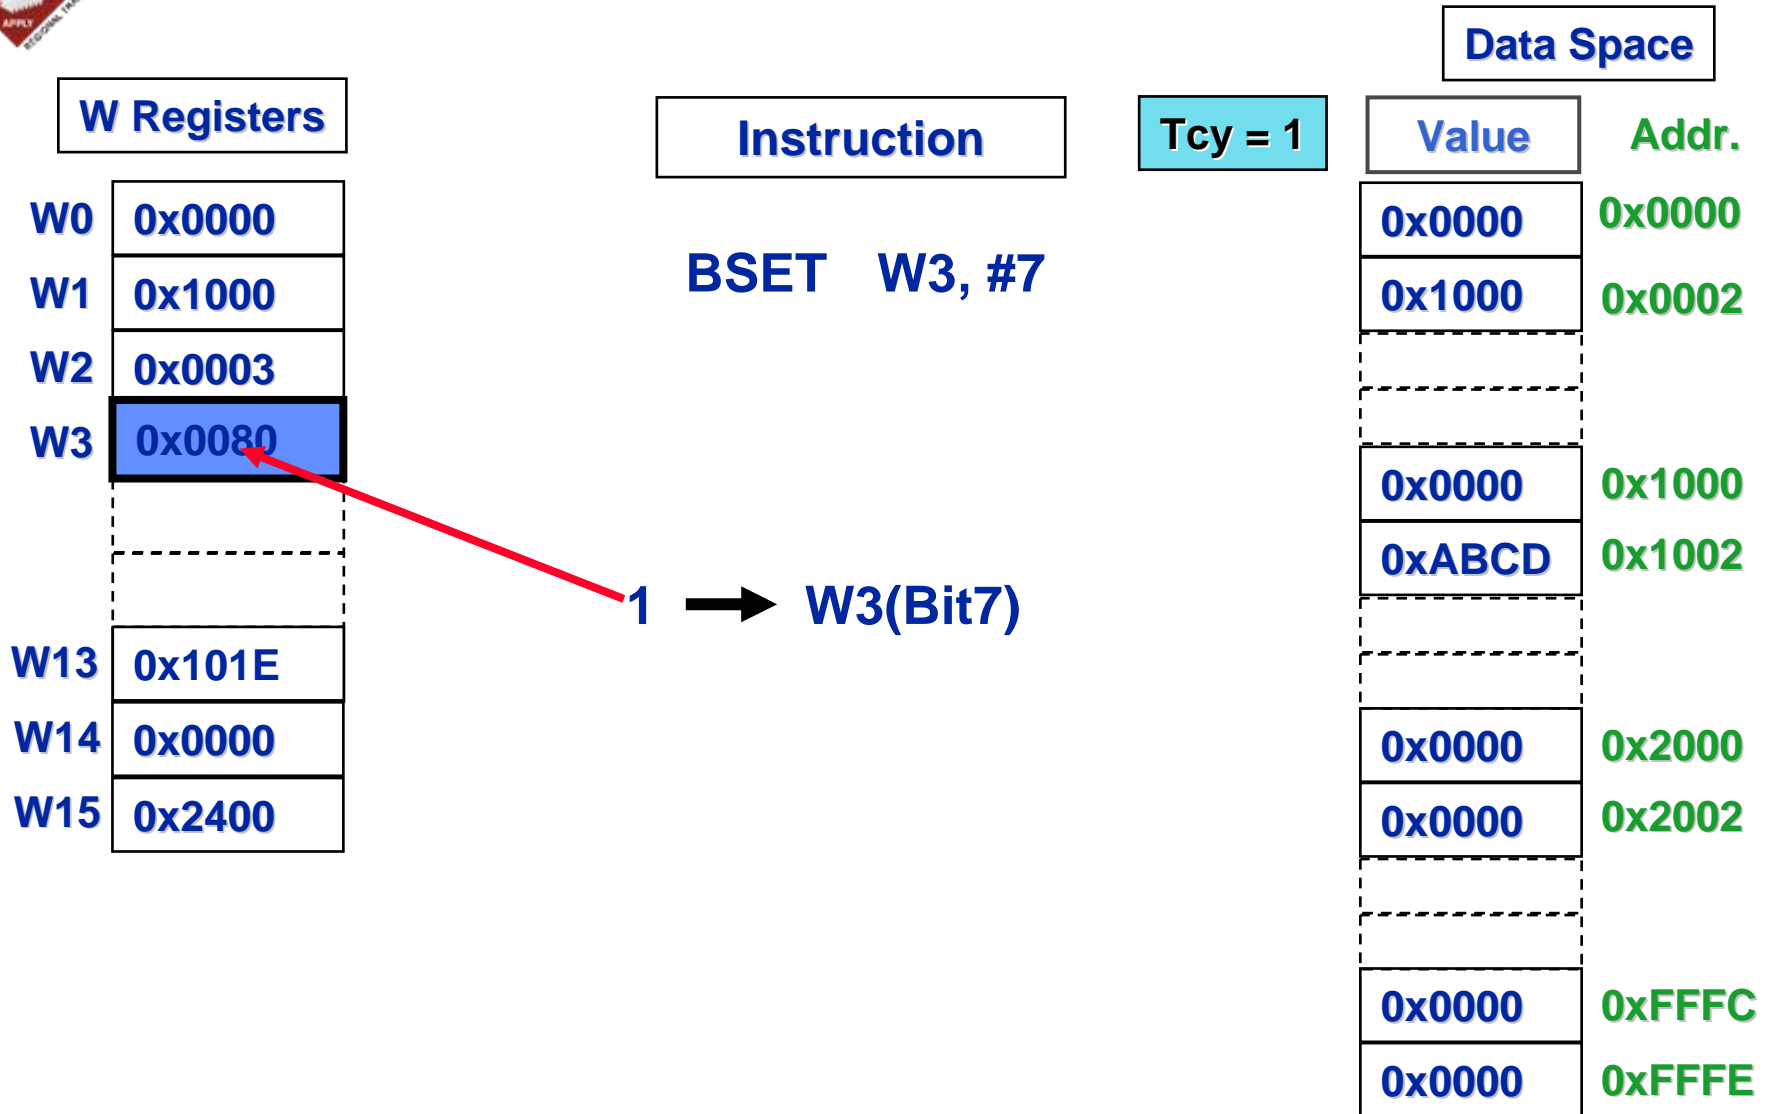 APPLY
Data Space
W Registers
Instruction
Tcy = 1
Value
Addr.
W0 0x0000
W1 0x1000
W2 0x0003
W3 0x0080
W13 0x101E
W14 0x0000
W15 0x2400
BSET W3, #7
1 W3(Bit7)
0x0000 0x0000
0x1000 0x0002
0x0000 0x1000
0xABCD 0x1002
0x0000 0x2000
0x0000 0x2002
0x0000 0xFFFC
0x0000 0xFFFE